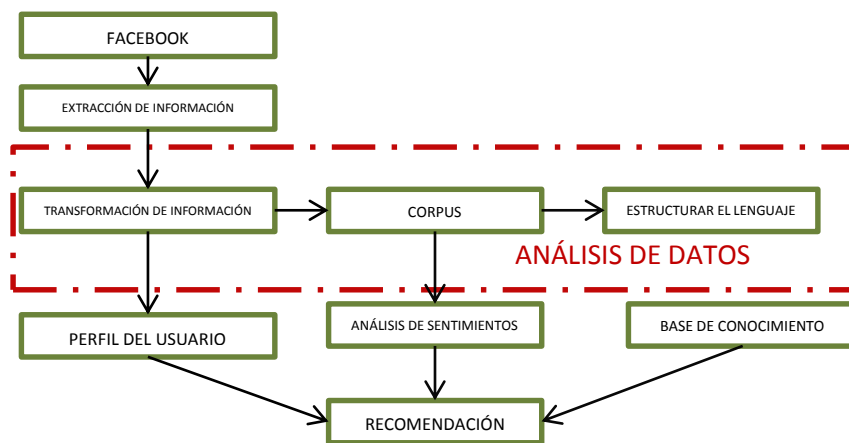 FACEBOOK
EXTRACCIÓN DE INFORMACIÓN
TRANSFORMACIÓN DE INFORMACIÓN
CORPUS
ESTRUCTURAR EL LENGUAJE
ANÁLISIS DE DATOS
PERFIL DEL USUARIO
ANÁLISIS DE SENTIMIENTOS
BASE DE CONOCIMIENTO
RECOMENDACIÓN